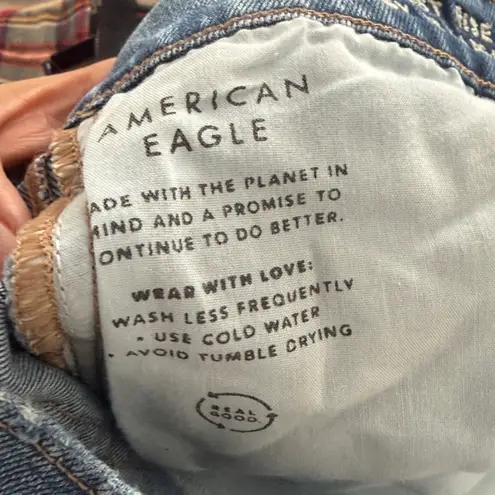 AMERICAN
EAGLE
ADE WITH THE PLANET IN
MIND AND A PROMISE TO
ONTINUE TO DO BETTER.
WEAR WITH LOVE:
WASH LESS FREQUENTLY
• USE COLD WATER
• AVOID TUMBLE DRYING
REAL
GOOD.
RISE